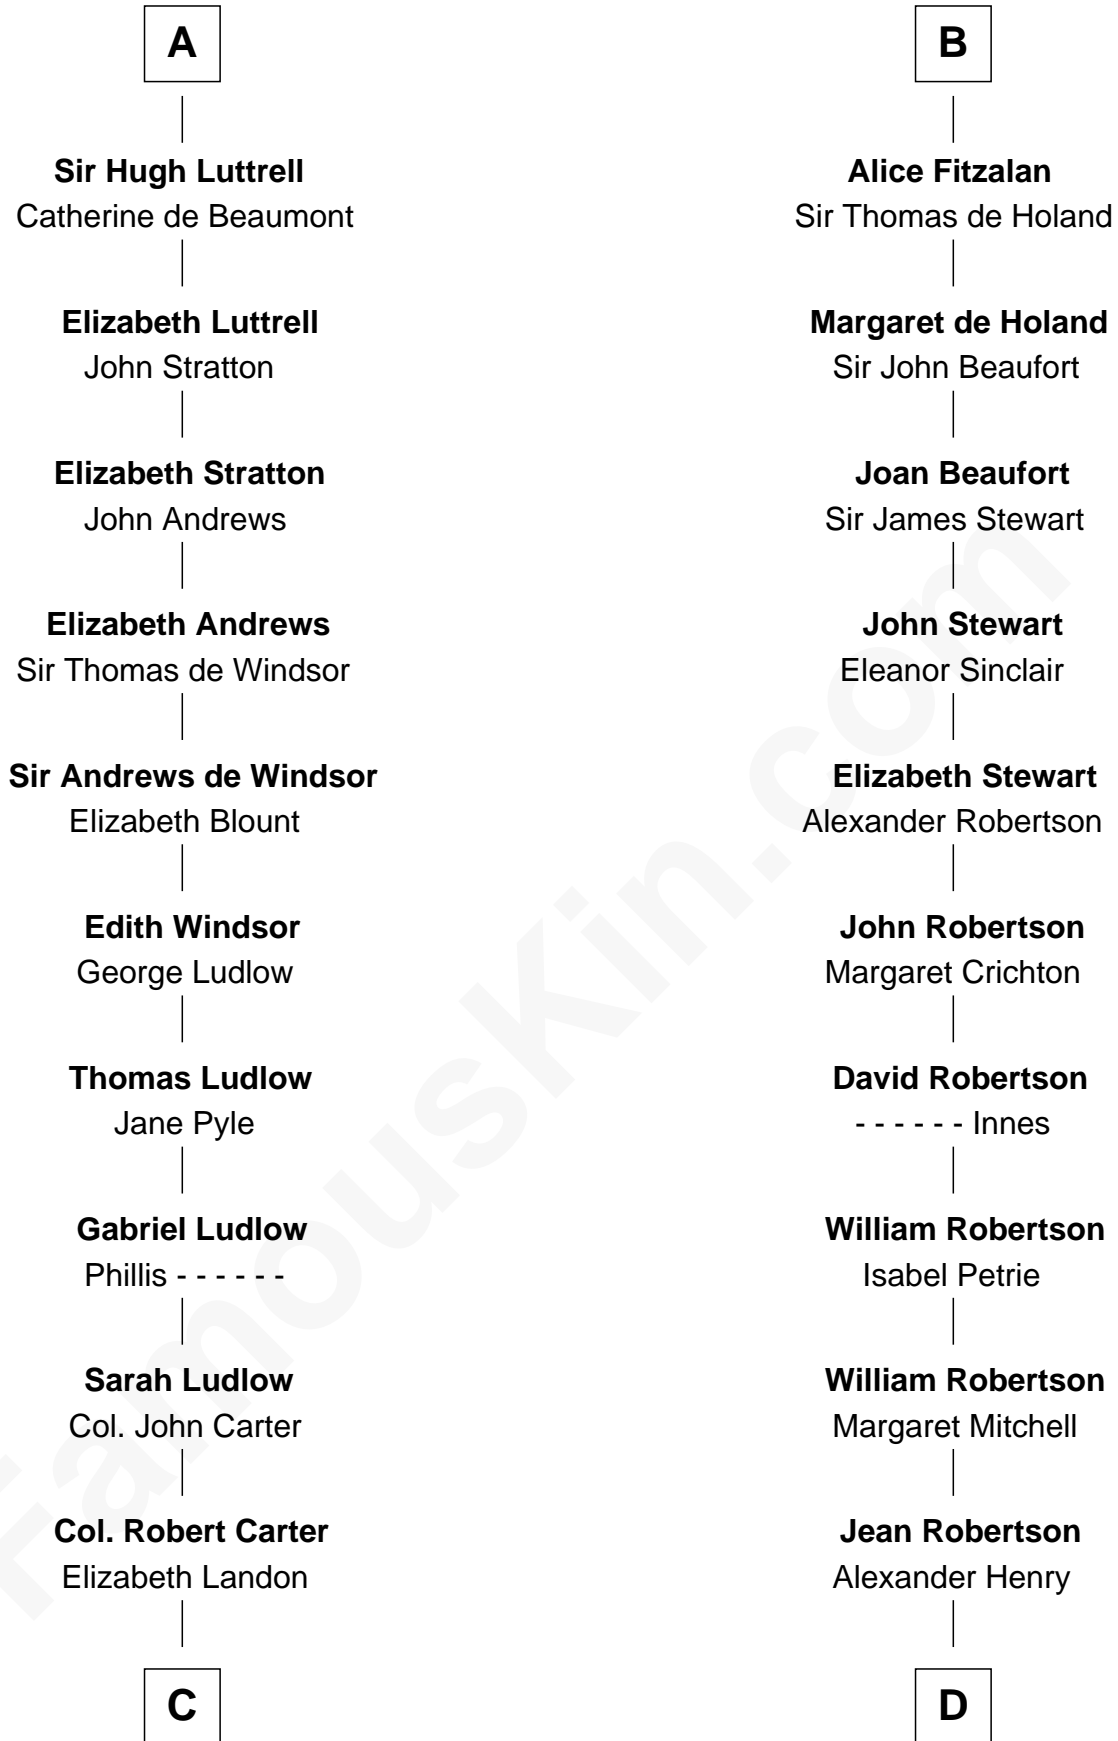 A
Sir Hugh Luttrell
Catherine de Beaumont
Elizabeth Luttrell
John Stratton
Elizabeth Stratton
John Andrews
Elizabeth Andrews
Sir Thomas de Windsor
Sir Andrews de Windsor
Elizabeth Blount
Edith Windsor
George Ludlow
Thomas Ludlow
Jane Pyle
Gabriel Ludlow
Phillis - - - - - -
Sarah Ludlow
Col. John Carter
Col. Robert Carter
Elizabeth Landon
C
B
Alice Fitzalan
Sir Thomas de Holand
Margaret de Holand
Sir John Beaufort
Joan Beaufort
Sir James Stewart
John Stewart
Eleanor Sinclair
Elizabeth Stewart
Alexander Robertson
John Robertson
Margaret Crichton
David Robertson
- - - - - - Innes
William Robertson
Isabel Petrie
William Robertson
Margaret Mitchell
Jean Robertson
Alexander Henry
D
FamousKin.com